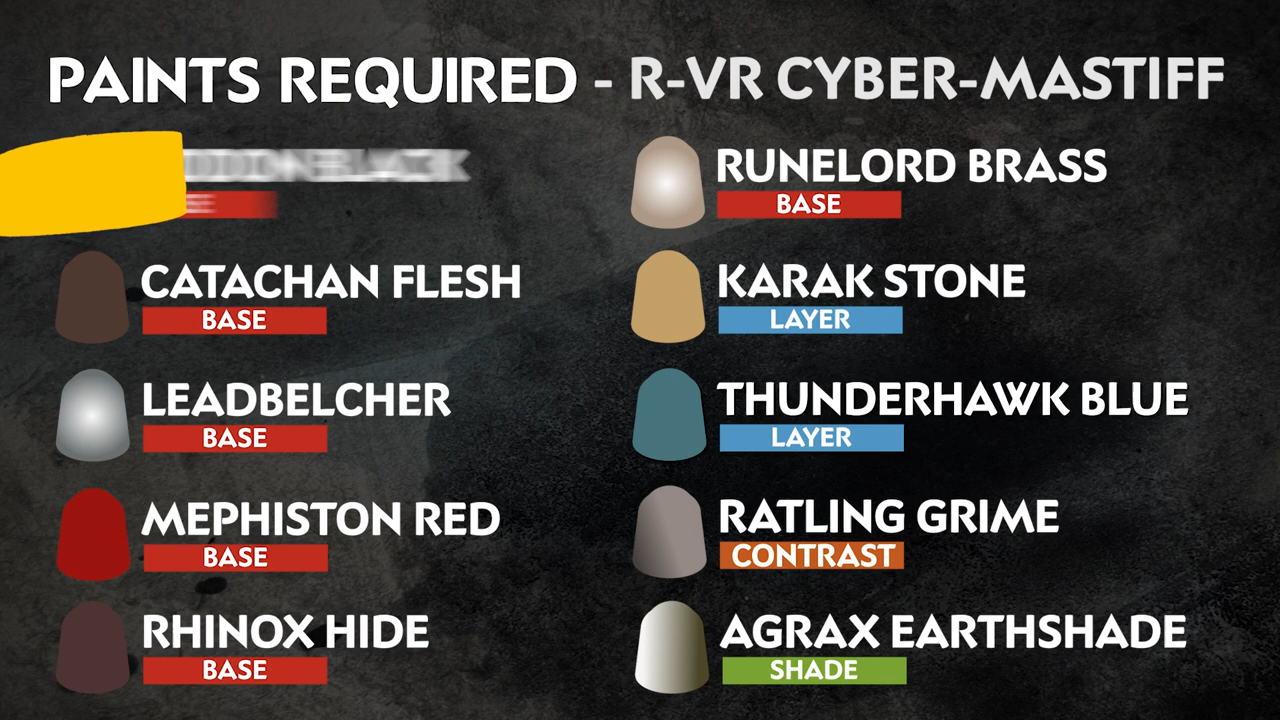 PAINTS REQUIRED - R-VR CYBER-MASTIFF
RUNELORD BRASS
BASE
CATACHAN FLESH
BASE
KARAK STONE
LAYER
LEADBELCHER
BASE
THUNDERHAWK BLUE
LAYER
MEPHISTON RED
BASE
RATLING GRIME
CONTRAST
RHINOX HIDE
BASE
AGRAX EARTHSHADE
SHADE